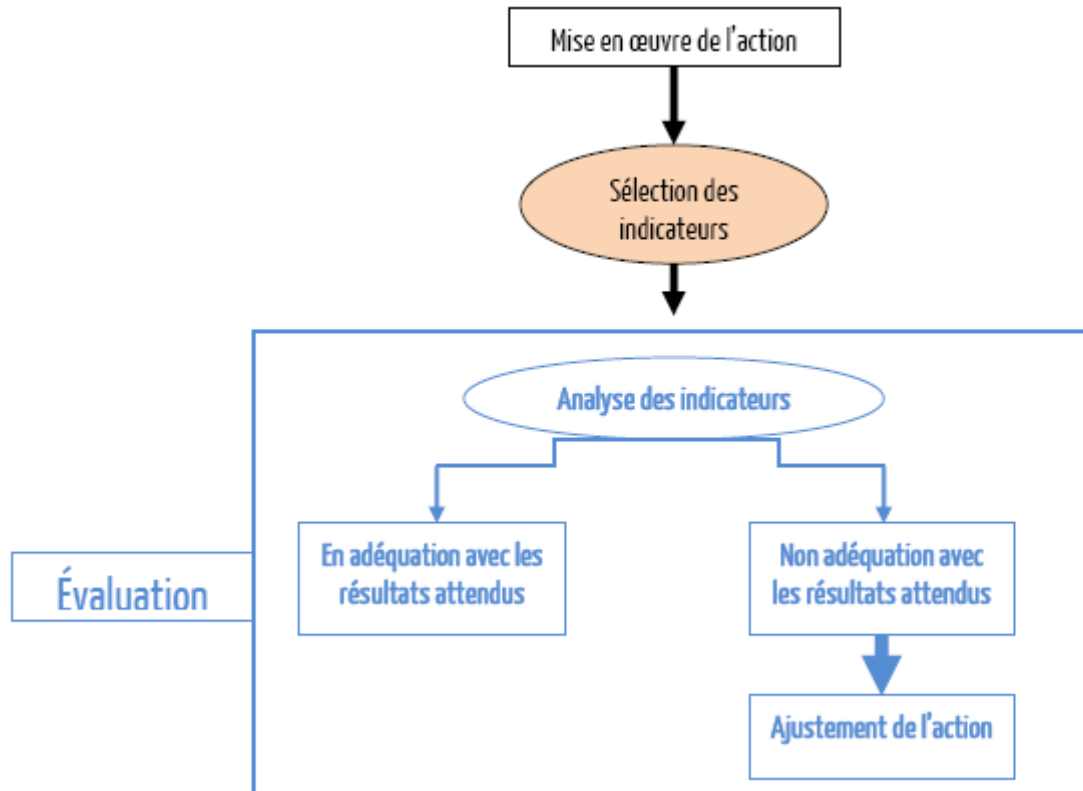 Mise en œuvre de l'action
Sélection des
indicateurs
Analyse des indicateurs
En adéquation avec les
résultats attendus
Non adéquation avec
les résultats attendus
Évaluation
Ajustement de l'action